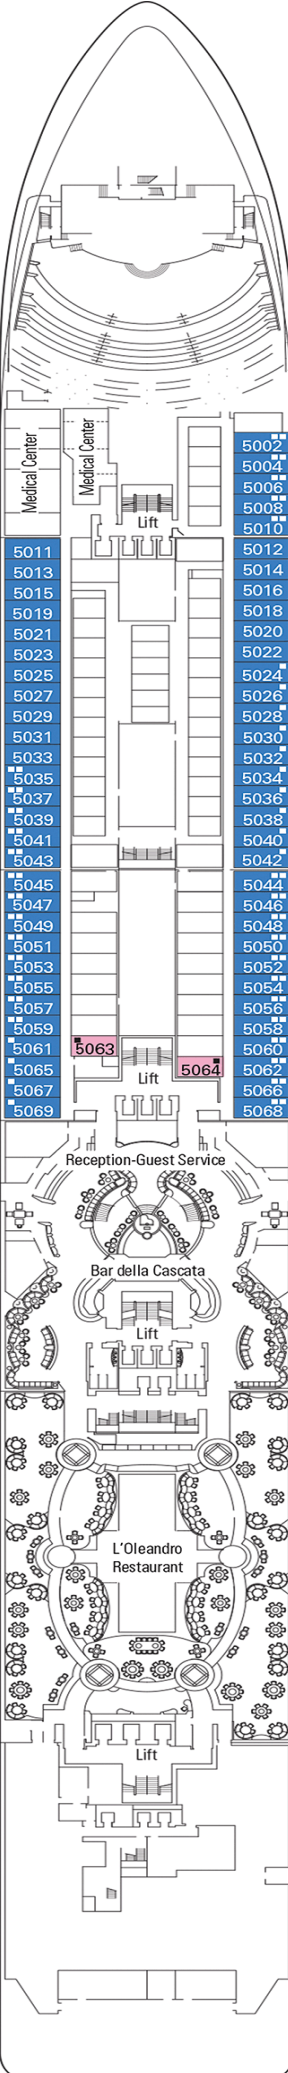 Medical Center
Medical Center
Lift
5002
5004
5006
5008
5010
5011 5012
5013 5014
5015 5016
5019 5018
5021 5020
5023 5022
5025 5024
5027 5026
5029 5028
5031 5030
5033 5032
5035 5034
5037 5036
5039 5038
5041 5040
5043 5042
5045 5044
5047 5046
5049 5048
5051 5050
5053 5052
5055 5054
5057 5056
5059 5058
5061 5063 5060
5065 5064 5062
5067 5066
5069 5068
Lift
Reception-Guest Service
Bar della Cascata
Lift
L'Oleandro
Restaurant
Lift